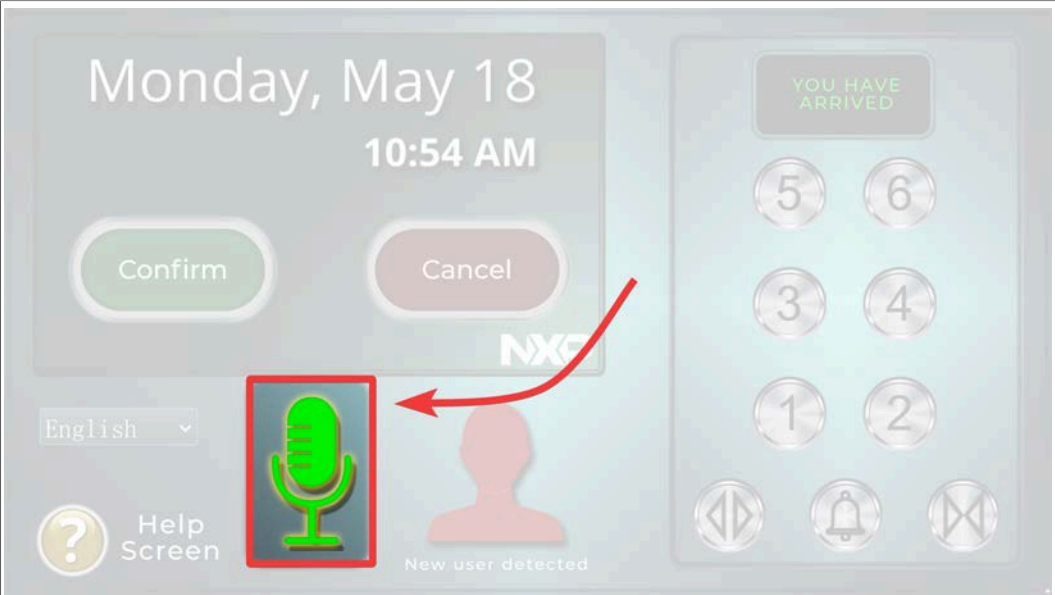 Monday, May 18
10:54 AM
Confirm
Cancel
NXP
English
Help
Screen
New user detected
YOU HAVE
ARRIVED
5 6
3 4
1 2
?